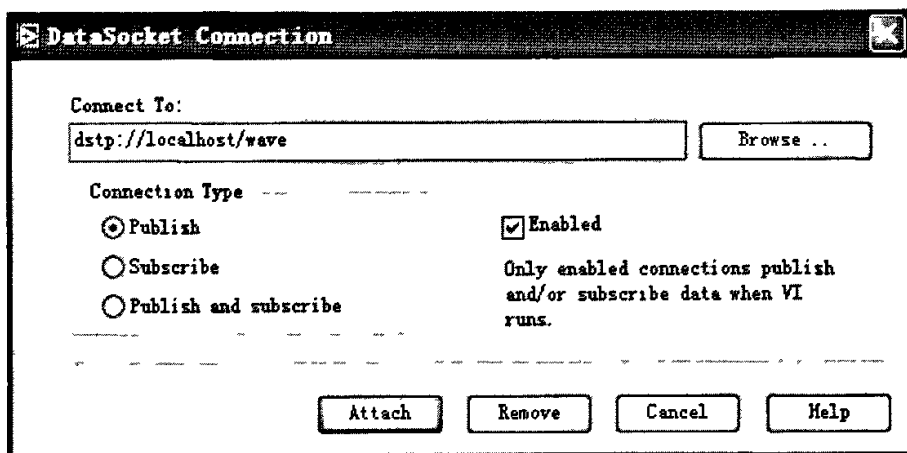 DataSocket Connection
Connect To:
dstp://localhost/wave
Browse ..
Connection Type
Publish
Enabled
Subscribe
Only enabled connections publish
Publish and subscribe
and/or subscribe data when VI
runs.
Attach
Remove
Cancel
Help